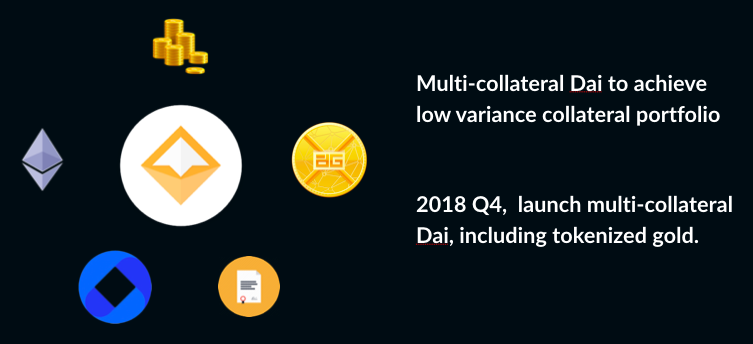 Multi-collateral Dai to achieve
low variance collateral portfolio
2018 Q4,  launch multi-collateral
Dai, including tokenized gold.